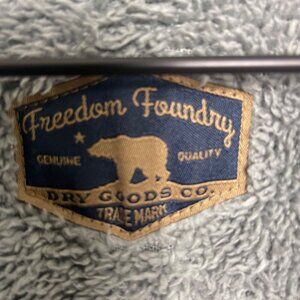 Freedom Foundry
GENUINE QUALITY
DRY GOODS CO.
TRADE MARK